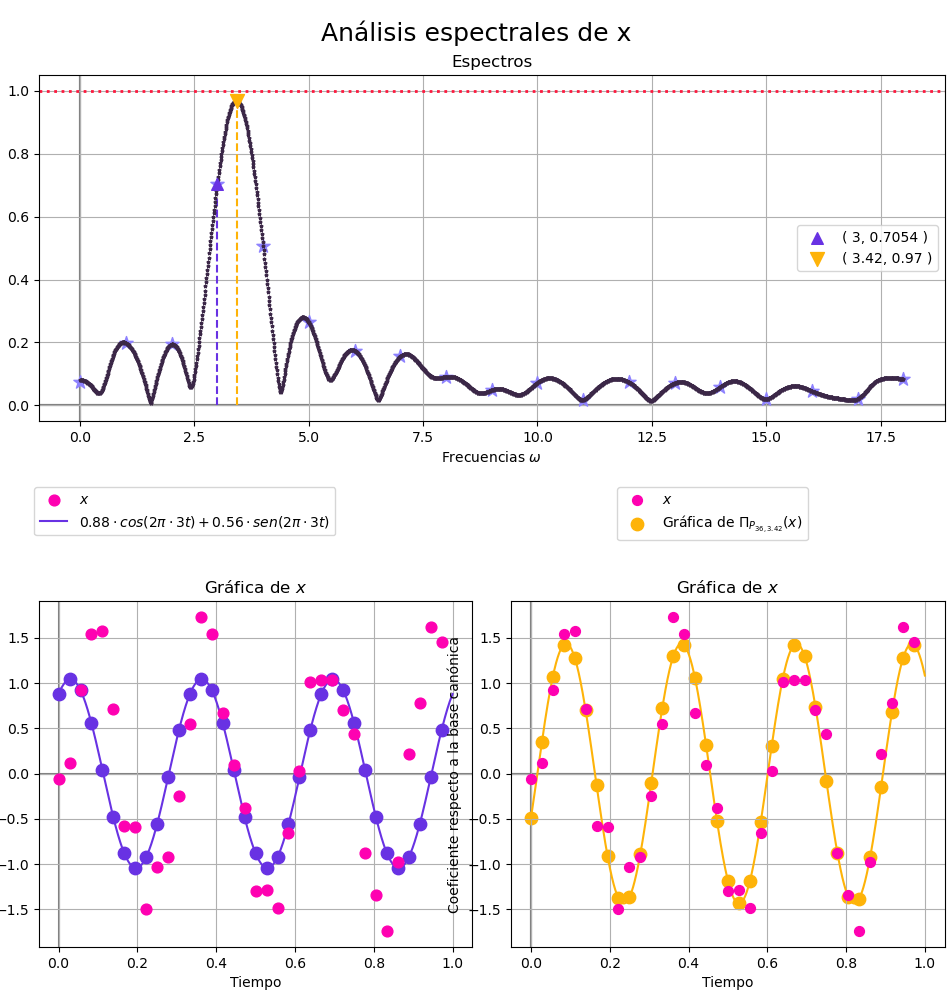 Análisis espectrales de x
Espectros
1.0
0.8
0.6
0.4
0.2
0.0
( 3, 0.7054 )
( 3.42, 0.97 )
0.0 2.5 5.0 7.5 10.0 12.5 15.0 17.5
Frecuencias ω
x
0.88 · cos(2π · 3t) + 0.56 · sen(2π · 3t)
x
Gráfica de Π_{P_{36,3.42}}(x)
Gráfica de x
1.5
1.0
0.5
0.0
−0.5
−1.0
−1.5
0.0 0.2 0.4 0.6 0.8 1.0
Tiempo
Gráfica de x
Coeficiente respecto a la base canónica
1.5
1.0
0.5
0.0
−0.5
−1.0
−1.5
0.0 0.2 0.4 0.6 0.8 1.0
Tiempo